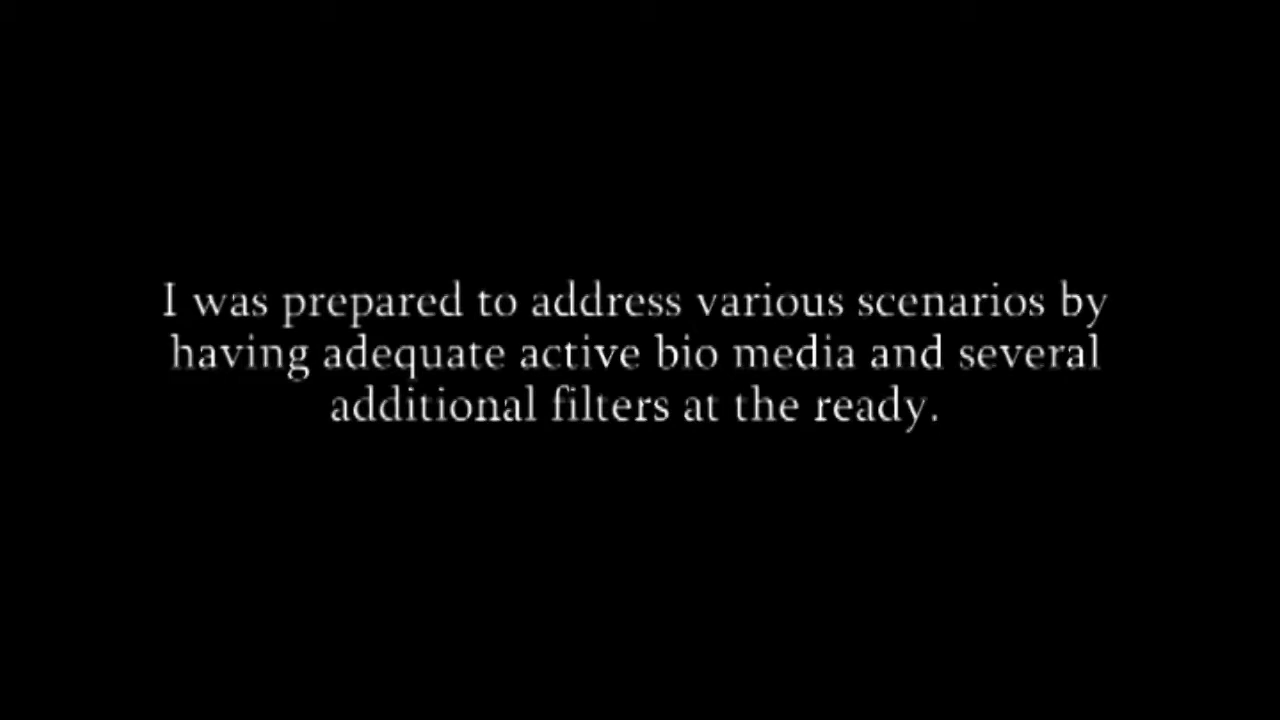 I was prepared to address various scenarios by
having adequate active bio media and several
additional filters at the ready.